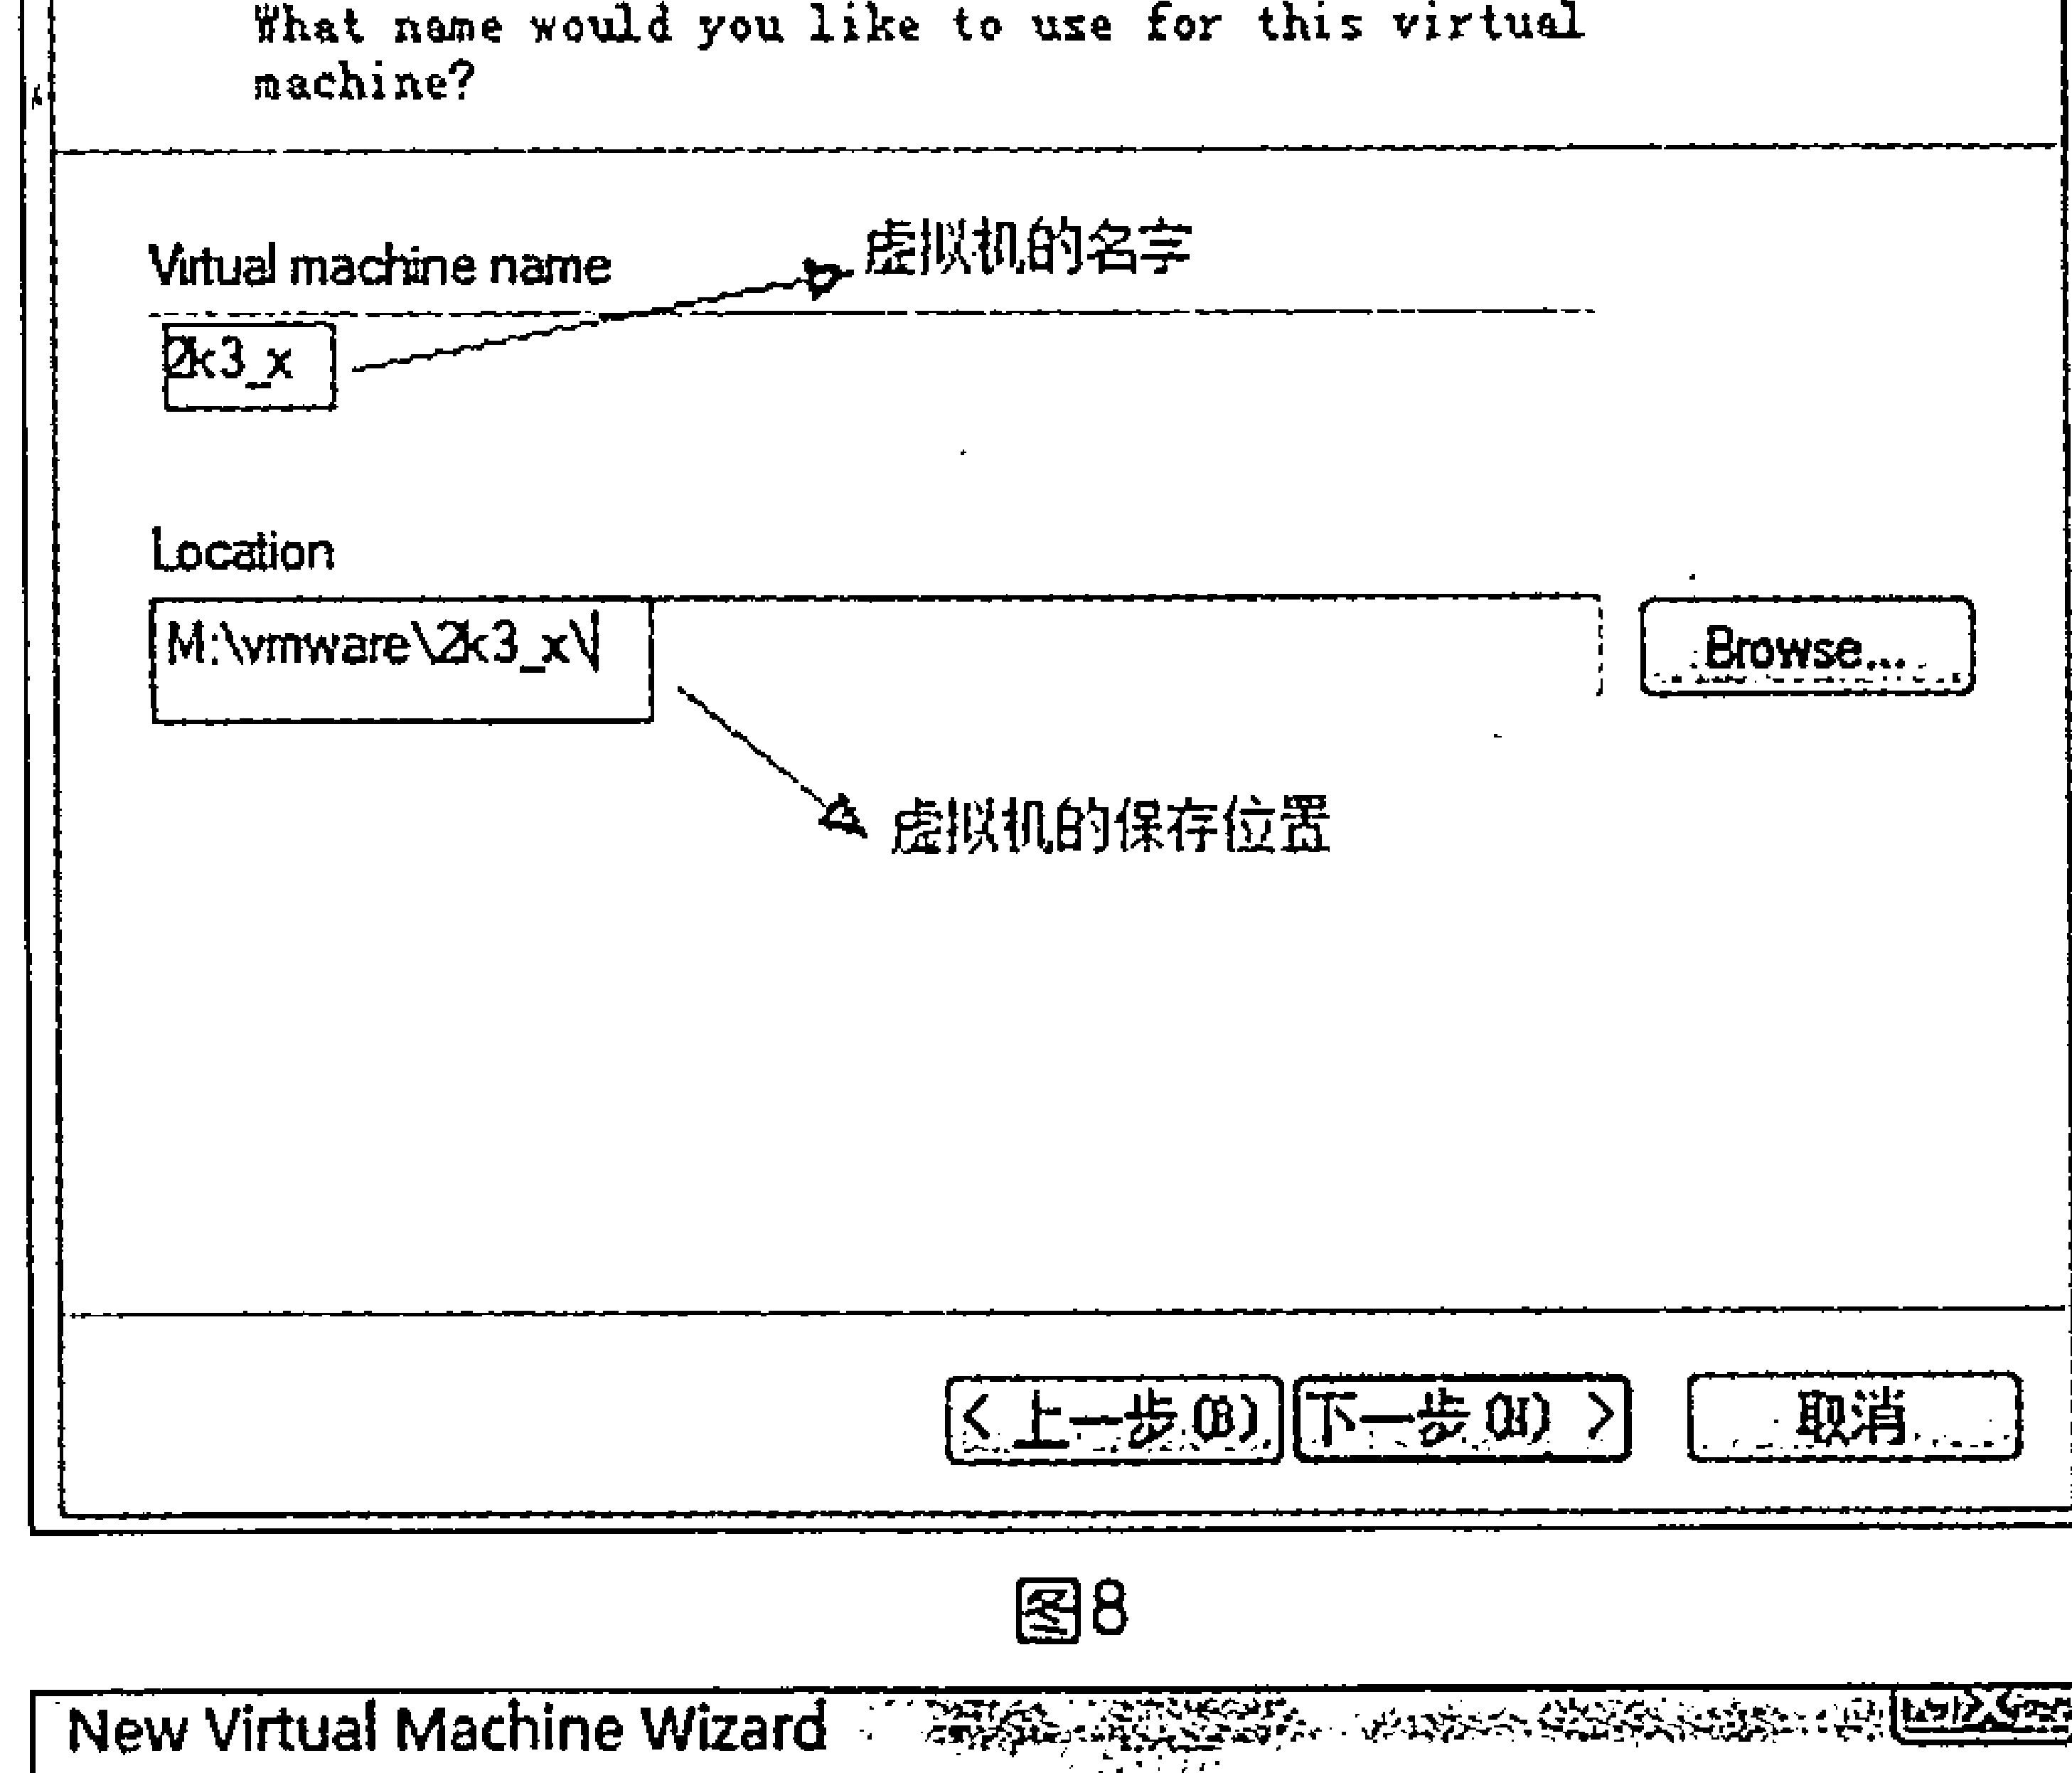 What name would you like to use for this virtual
machine?
Virtual machine name
虚拟机的名字
2k3_x
Location
M:\vmware\2k3_x\
Browse...
虚拟机的保存位置
< 上一步(B)
下一步(N) >
取消
图8
New Virtual Machine Wizard